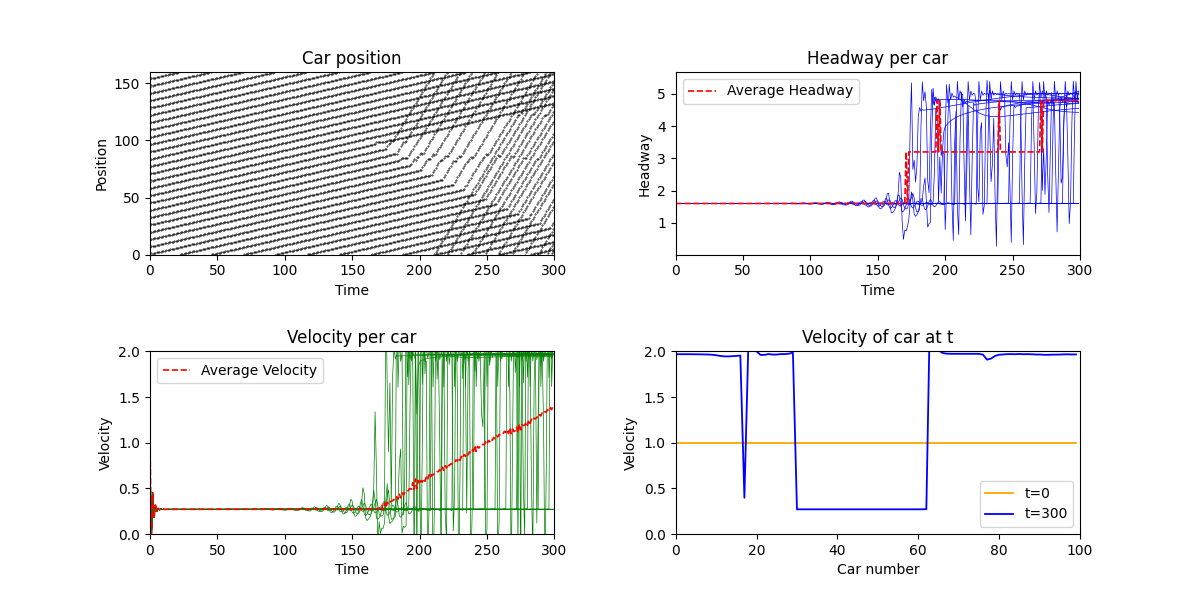 Car position
Position
150
100
50
0
0 50 100 150 200 250 300
Time
Headway per car
Average Headway
Headway
5
4
3
2
1
0 50 100 150 200 250 300
Time
Velocity per car
Average Velocity
Velocity
2.0
1.5
1.0
0.5
0.0
0 50 100 150 200 250 300
Time
Velocity of car at t
Velocity
2.0
1.5
1.0
0.5
0.0
t=0
t=300
0 20 40 60 80 100
Car number